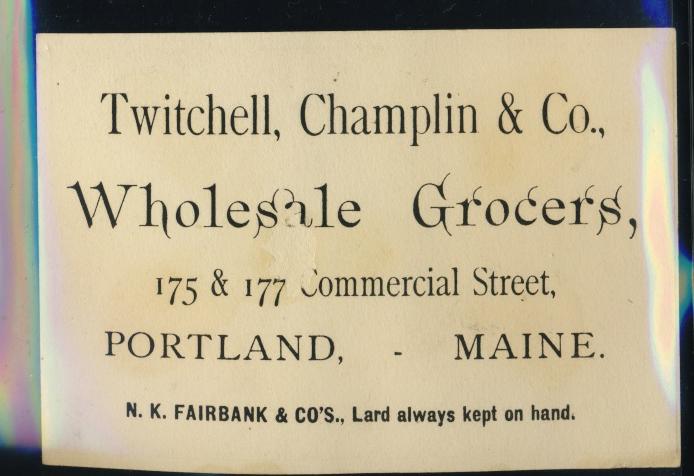 Twitchell, Champlin & Co.,
Wholesale Grocers,
175 & 177 Commercial Street,
PORTLAND, - MAINE.
N. K. FAIRBANK & CO'S., Lard always kept on hand.